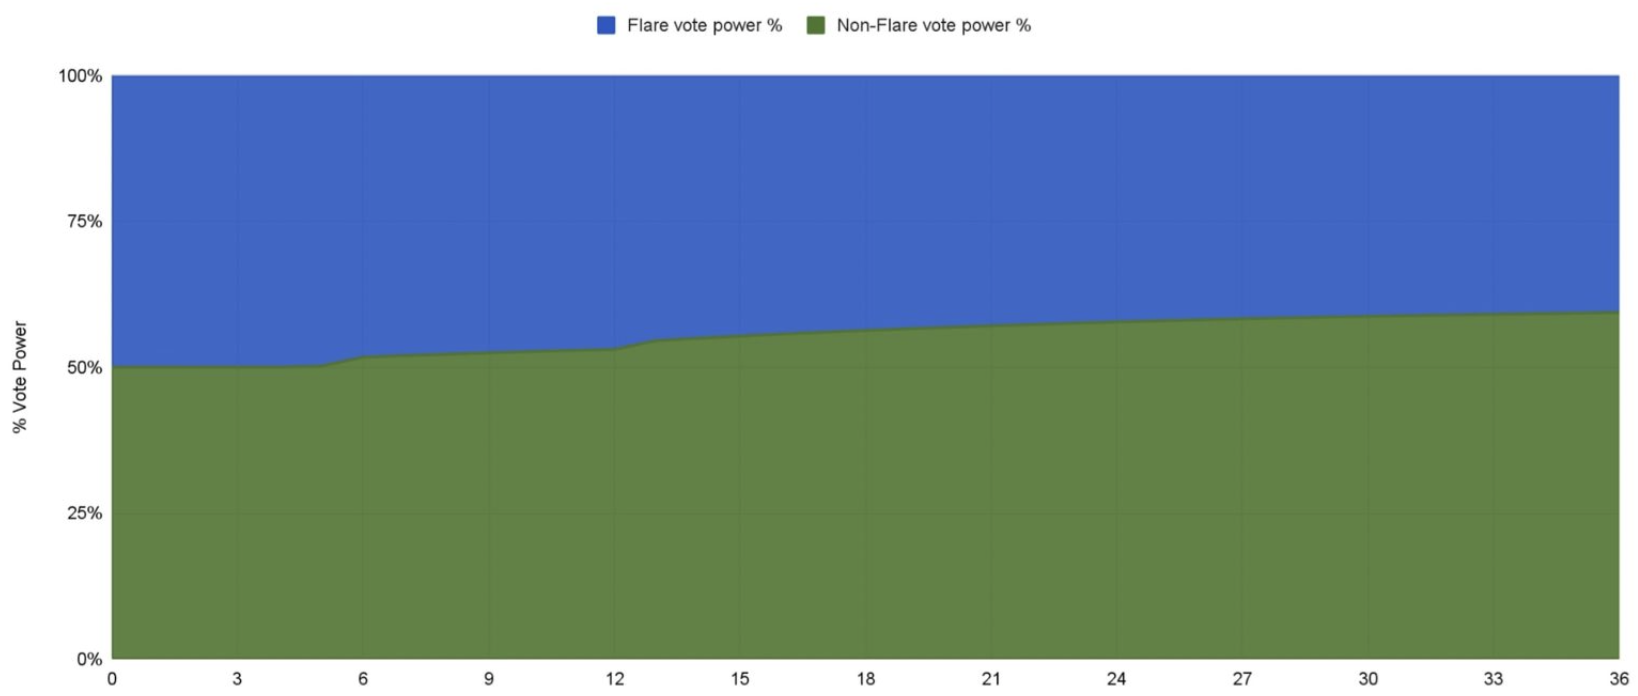 Flare vote power % Non-Flare vote power %
100%
75%
50%
25%
0%
% Vote Power
0 3 6 9 12 15 18 21 24 27 30 33 36